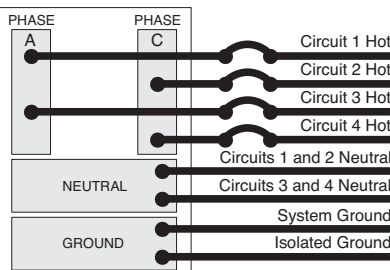 PHASE PHASE
A C
Circuit 1 Hot
Circuit 2 Hot
Circuit 3 Hot
Circuit 4 Hot
Circuits 1 and 2 Neutral
NEUTRAL
Circuits 3 and 4 Neutral
System Ground
GROUND
Isolated Ground